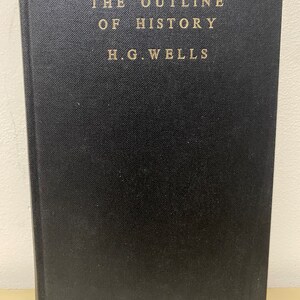 THE OUTLINE
OF HISTORY
H.G.WELLS